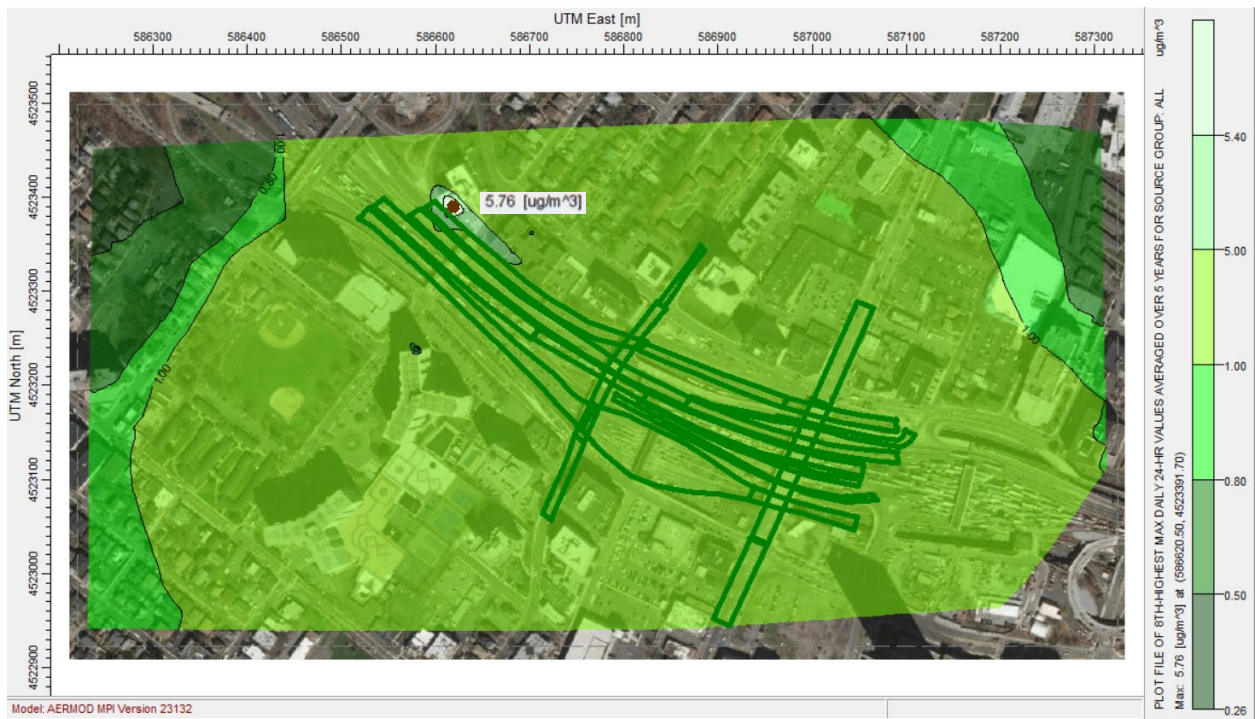 UTM East [m]
586300 586400 586500 586600 586700 586800 586900 587000 587100 587200 587300
UTM North [m]
4523500
4523400
4523300
4523200
4523100
4523000
4522900
1.00
0.80
5.76 [ug/m^3]
1.00
1.00
PLOT FILE OF 8TH-HIGHEST MAX DAILY 24-HR VALUES AVERAGED OVER 5 YEARS FOR SOURCE GROUP: ALL
ug/m^3
Max: 5.76 [ug/m^3] at (586620.50, 4523391.70)
5.40
5.00
1.00
0.80
0.50
0.26
Model: AERMOD MPI Version 23132